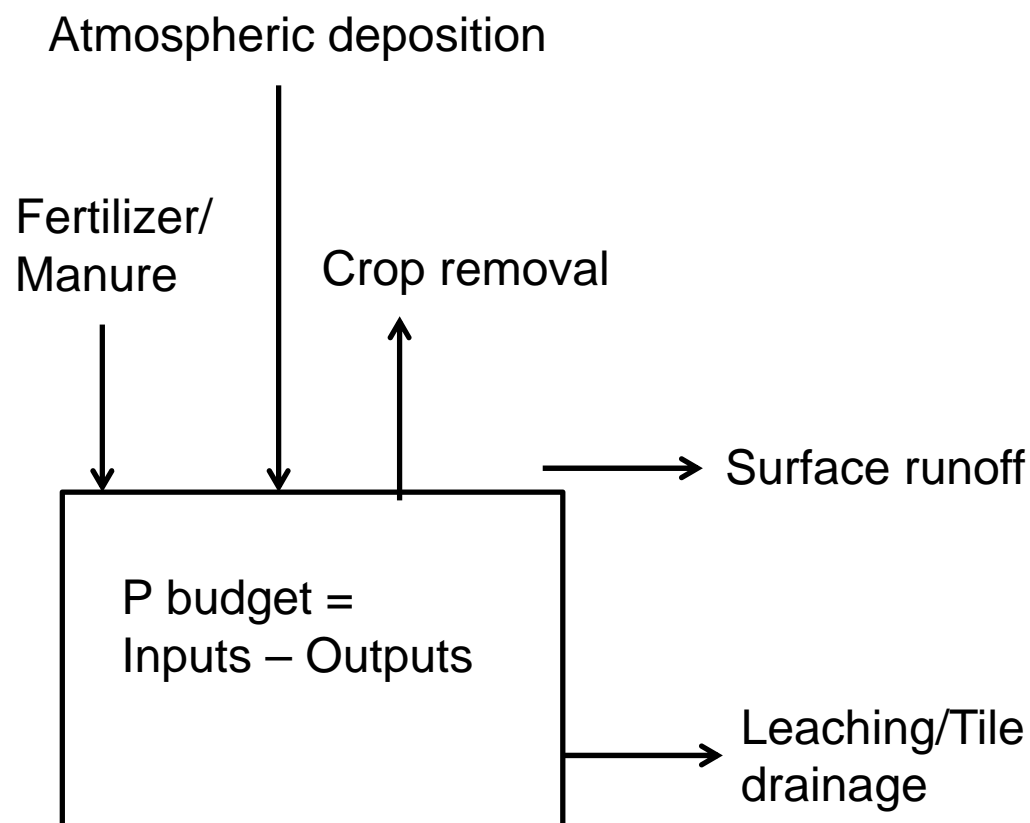 Atmospheric deposition
Fertilizer/
Manure
Crop removal
Surface runoff
P budget =
Inputs – Outputs
Leaching/Tile
drainage